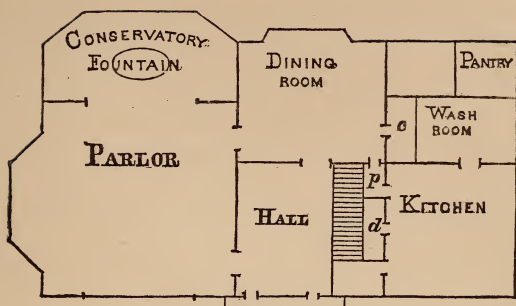 CONSERVATORY.
FOUNTAIN
DINING
ROOM
PANTRY
c
WASH
ROOM
PARLOR
p
HALL
d
KITCHEN